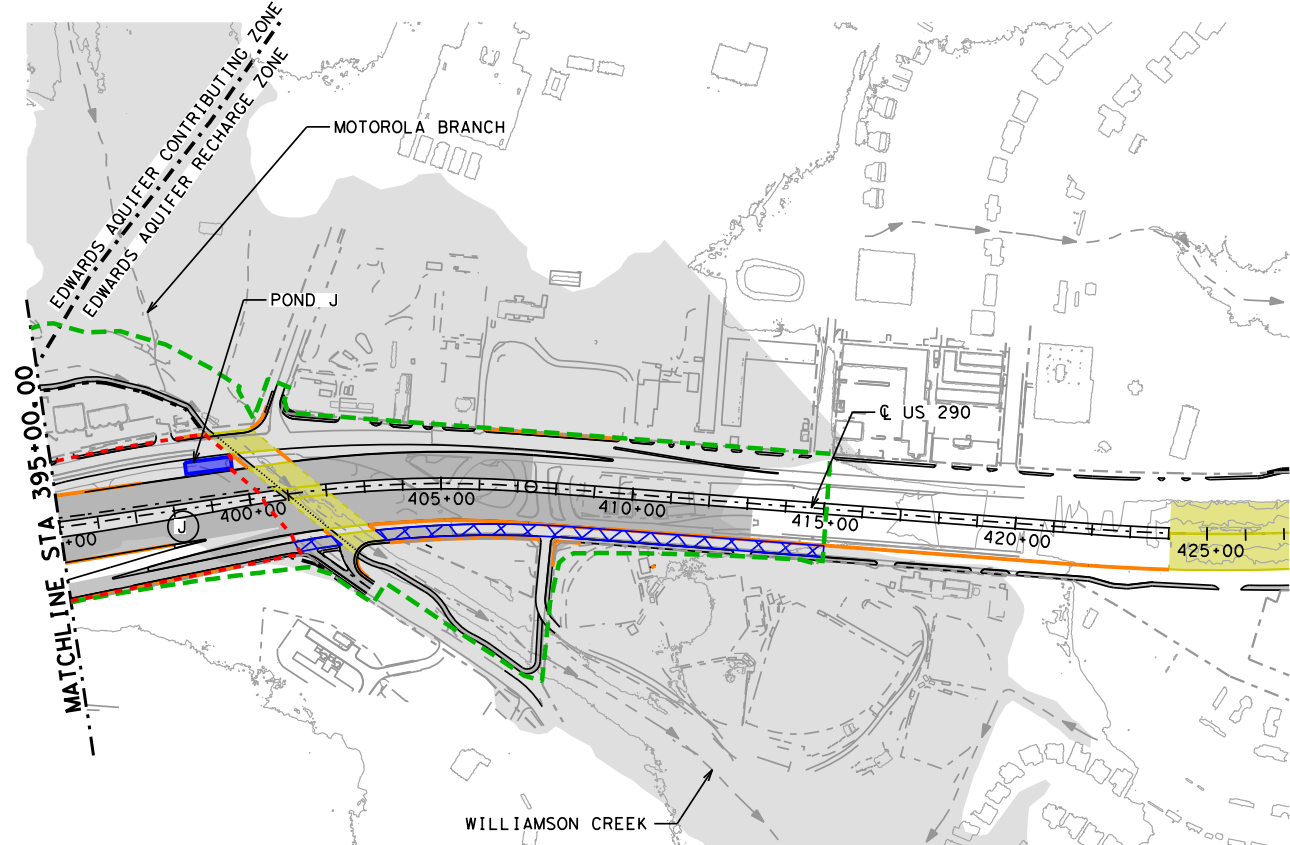 EDWARDS AQUIFER CONTRIBUTING ZONE
EDWARDS AQUIFER RECHARGE ZONE
MOTOROLA BRANCH
POND J
MATCHLINE STA 395+00.00
℄ US 290
J
+00
400+00
405+00
410+00
415+00
420+00
425+00
WILLIAMSON CREEK